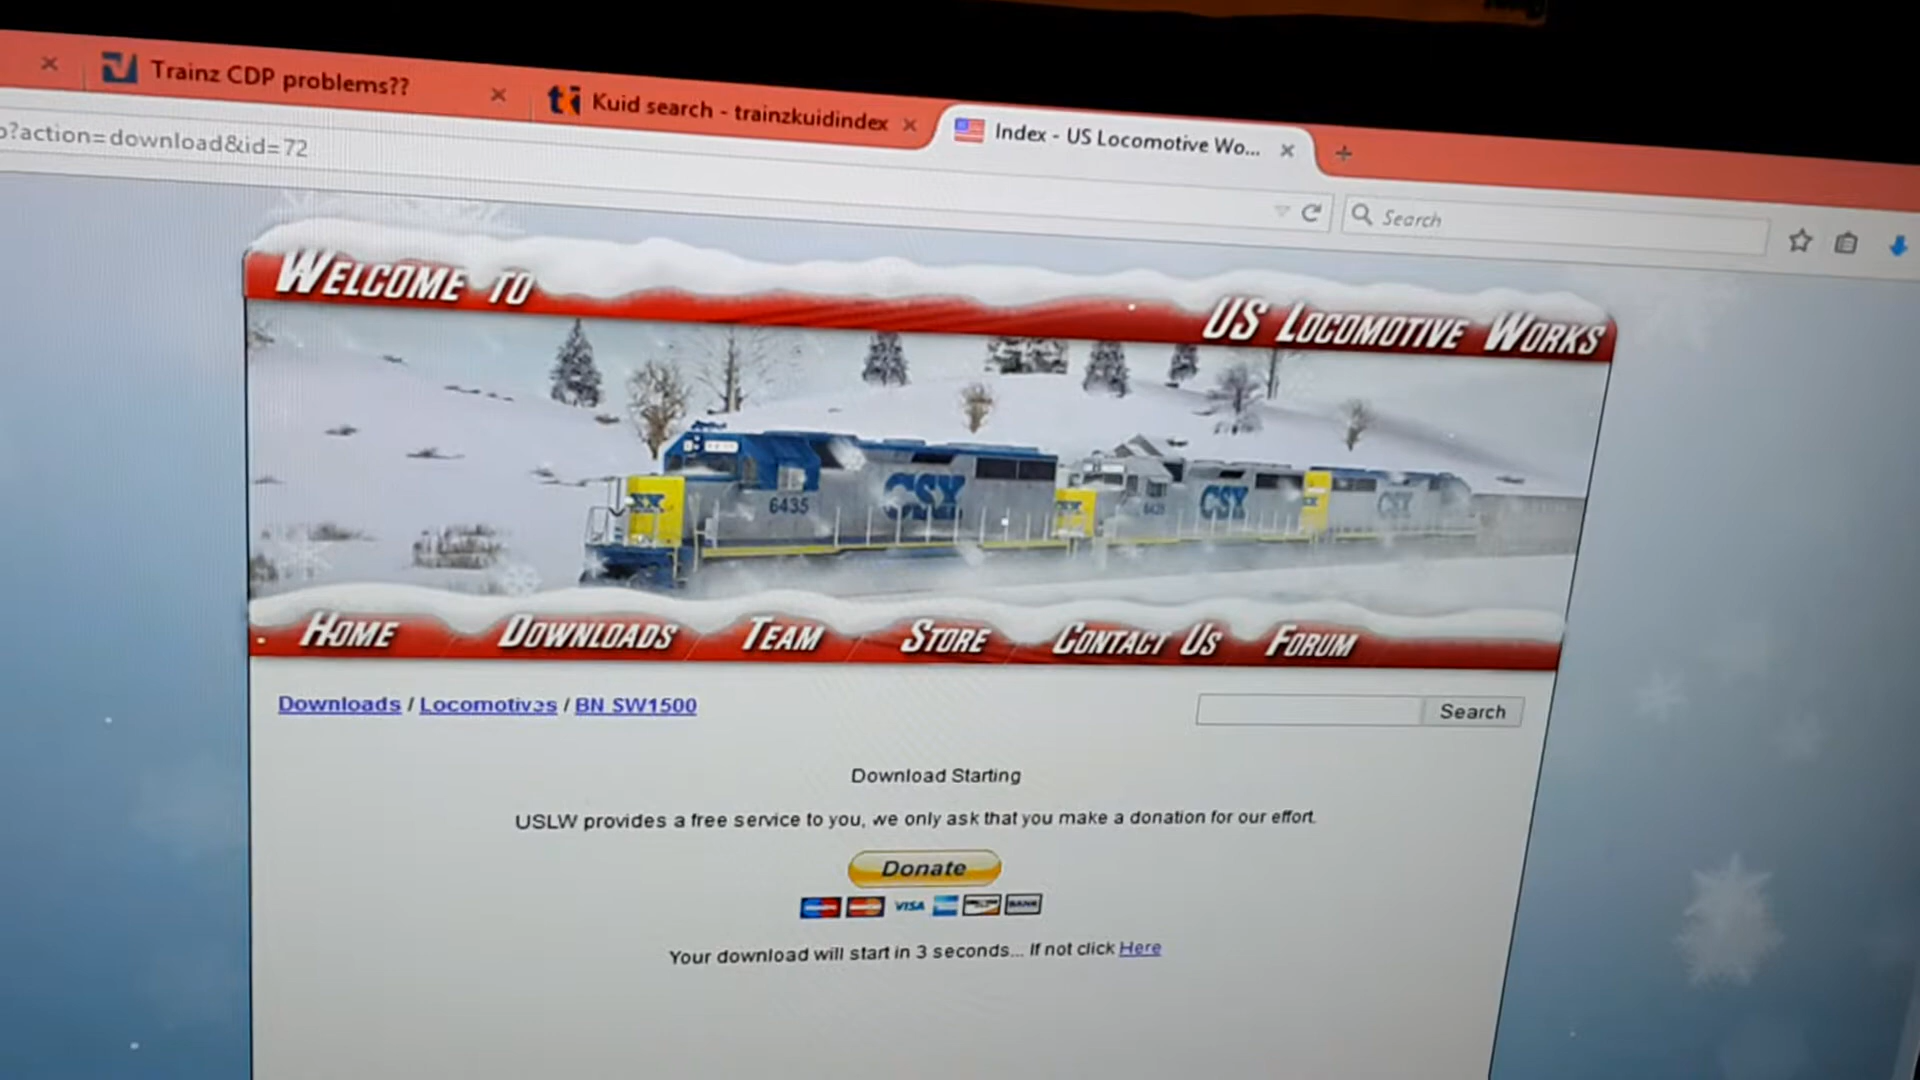 Trainz CDP problems??
Kuid search - trainzkuidindex
Index - US Locomotive Wo...
?action=download&id=72
Search
WELCOME TO
US LOCOMOTIVE WORKS
6435
CSX
CSX
CSX
HOME
DOWNLOADS
TEAM
STORE
CONTACT US
FORUM
Downloads / Locomotives / BN SW1500
Search
Download Starting
USLW provides a free service to you, we only ask that you make a donation for our effort.
Donate
VISA
BANK
Your download will start in 3 seconds... If not click Here